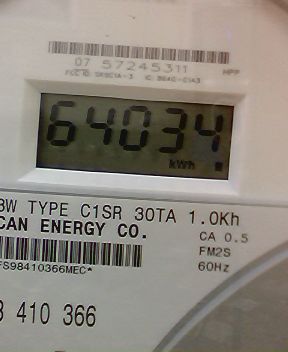 07 57245311
64034
kWh
3W TYPE C1SR 30TA 1.0Kh
CAN ENERGY CO.
CA 0.5
FM2S
60Hz
FS98410366MEC*
410 366